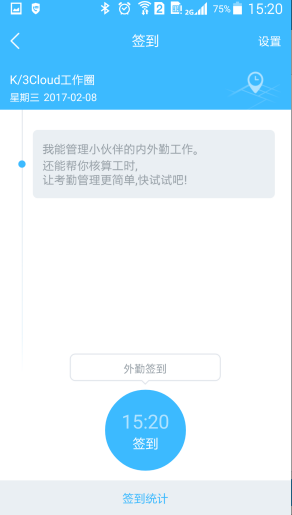 2 2G 75% 15:20
签到 设置
K/3Cloud工作圈
星期三 2017-02-08
我能管理小伙伴的内外勤工作。
还能帮你核算工时,
让考勤管理更简单,快试试吧!
外勤签到
15:20
签到
签到统计